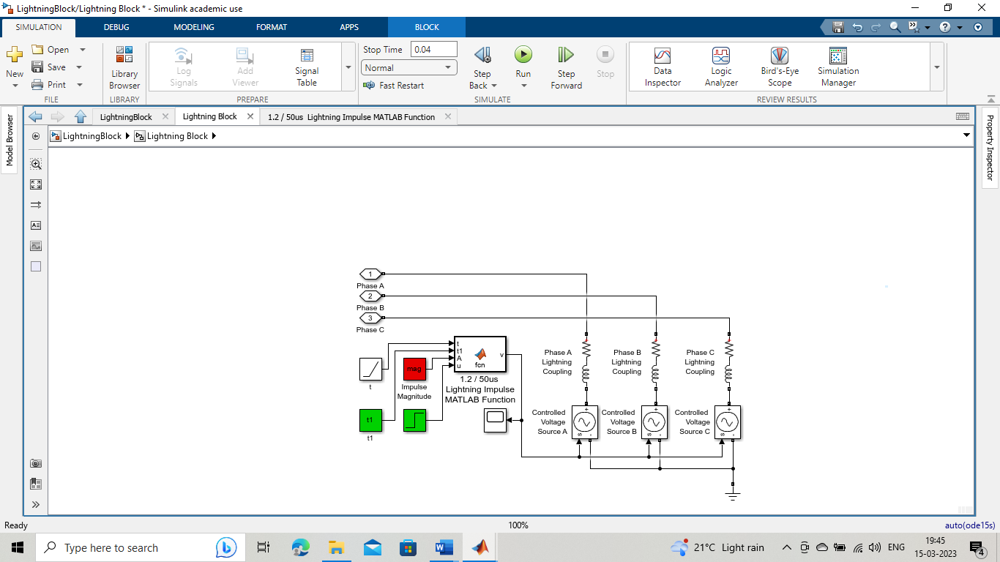 LightningBlock/Lightning Block * - Simulink academic use
SIMULATION
DEBUG
MODELING
FORMAT
APPS
BLOCK
New
Open
Save
Print
FILE
Library
Browser
LIBRARY
Log
Signals
Add
Viewer
Signal
Table
PREPARE
Stop Time
0.04
Normal
Fast Restart
Step
Back
Run
Step
Forward
Stop
SIMULATE
Data
Inspector
Logic
Analyzer
Bird's-Eye
Scope
Simulation
Manager
REVIEW RESULTS
Model Browser
LightningBlock
Lightning Block
1.2 / 50us Lightning Impulse MATLAB Function
Property Inspector
LightningBlock
Lightning Block
1
Phase A
2
Phase B
3
Phase C
t
mag
Impulse
Magnitude
t1
t1
t
t1
A
u
v
fcn
1.2 / 50us
Lightning Impulse
MATLAB Function
Phase A
Lightning
Coupling
Phase B
Lightning
Coupling
Phase C
Lightning
Coupling
Controlled
Voltage
Source A
+
s
-
Controlled
Voltage
Source B
+
s
-
Controlled
Voltage
Source C
+
s
-
Ready
100%
auto(ode15s)
Type here to search
21°C Light rain
ENG
19:45
15-03-2023
4